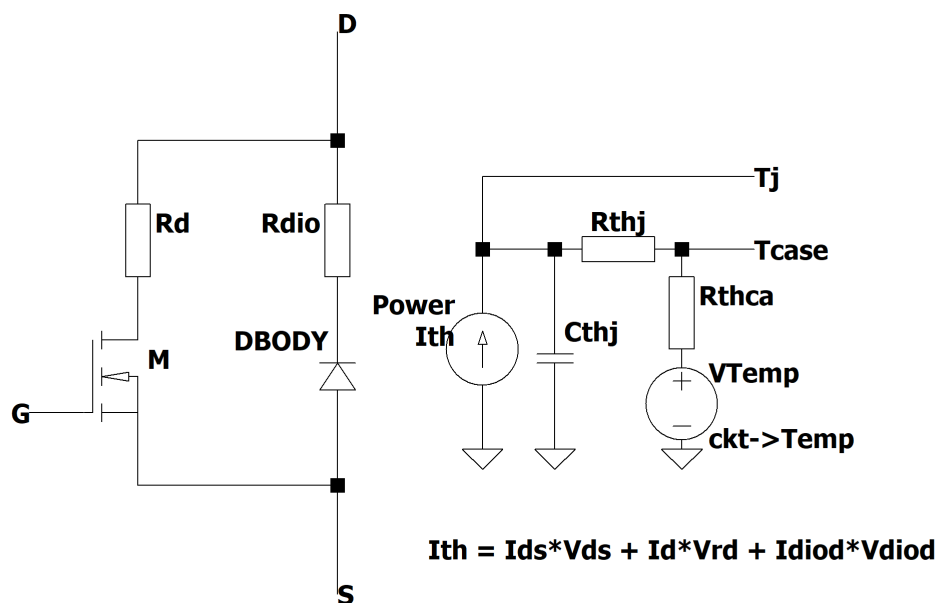 D
Rd
Rdio
DBODY
M
G
S
Tj
Rthj
Tcase
Rthca
Power
Ith
Cthj
VTemp
ckt->Temp
Ith = Ids*Vds + Id*Vrd + Idiod*Vdiod